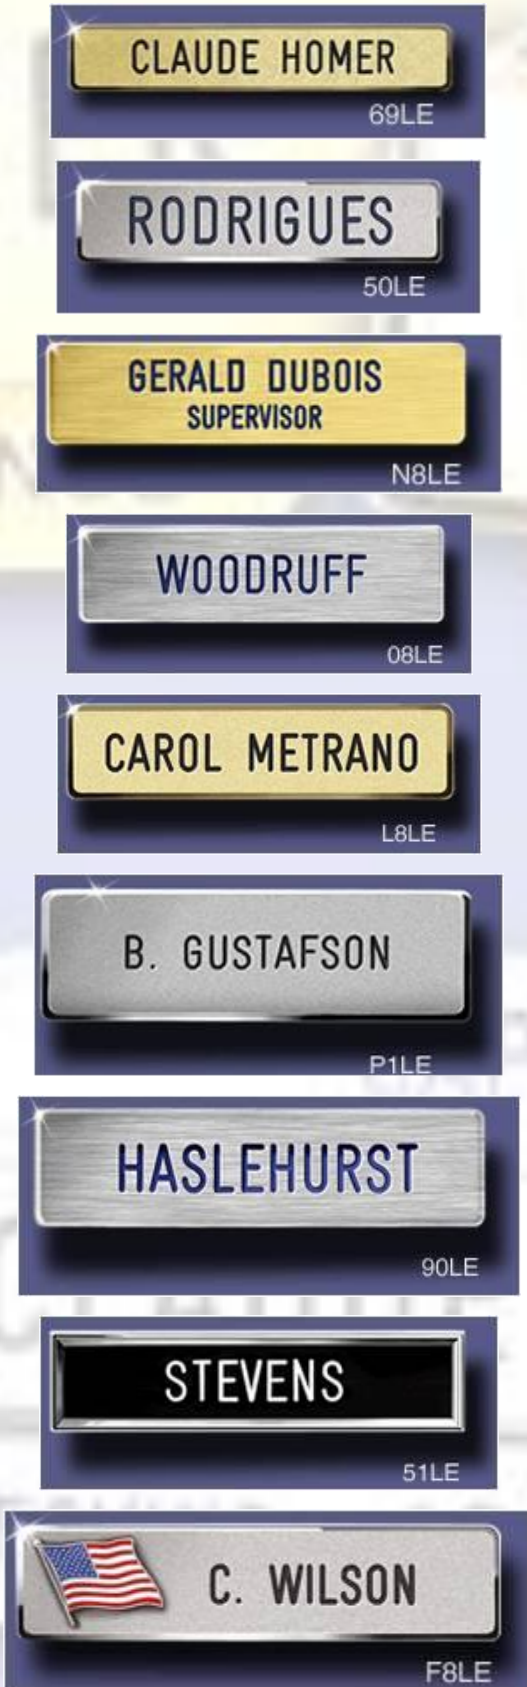 CLAUDE HOMER
69LE
RODRIGUES
50LE
GERALD DUBOIS
SUPERVISOR
N8LE
WOODRUFF
08LE
CAROL METRANO
L8LE
B. GUSTAFSON
P1LE
HASLEHURST
90LE
STEVENS
51LE
C. WILSON
F8LE